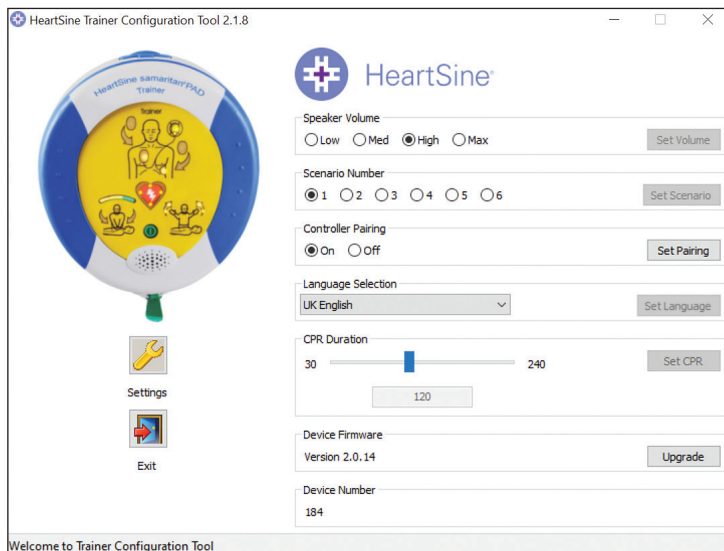 HeartSine Trainer Configuration Tool 2.1.8
HeartSine samaritan PAD
Trainer
Trainer
HeartSine
Speaker Volume
Low Med High Max Set Volume
Scenario Number
1 2 3 4 5 6 Set Scenario
Controller Pairing
On Off Set Pairing
Language Selection
UK English Set Language
CPR Duration
30 240 Set CPR
120
Device Firmware
Version 2.0.14 Upgrade
Device Number
184
Settings
Exit
Welcome to Trainer Configuration Tool